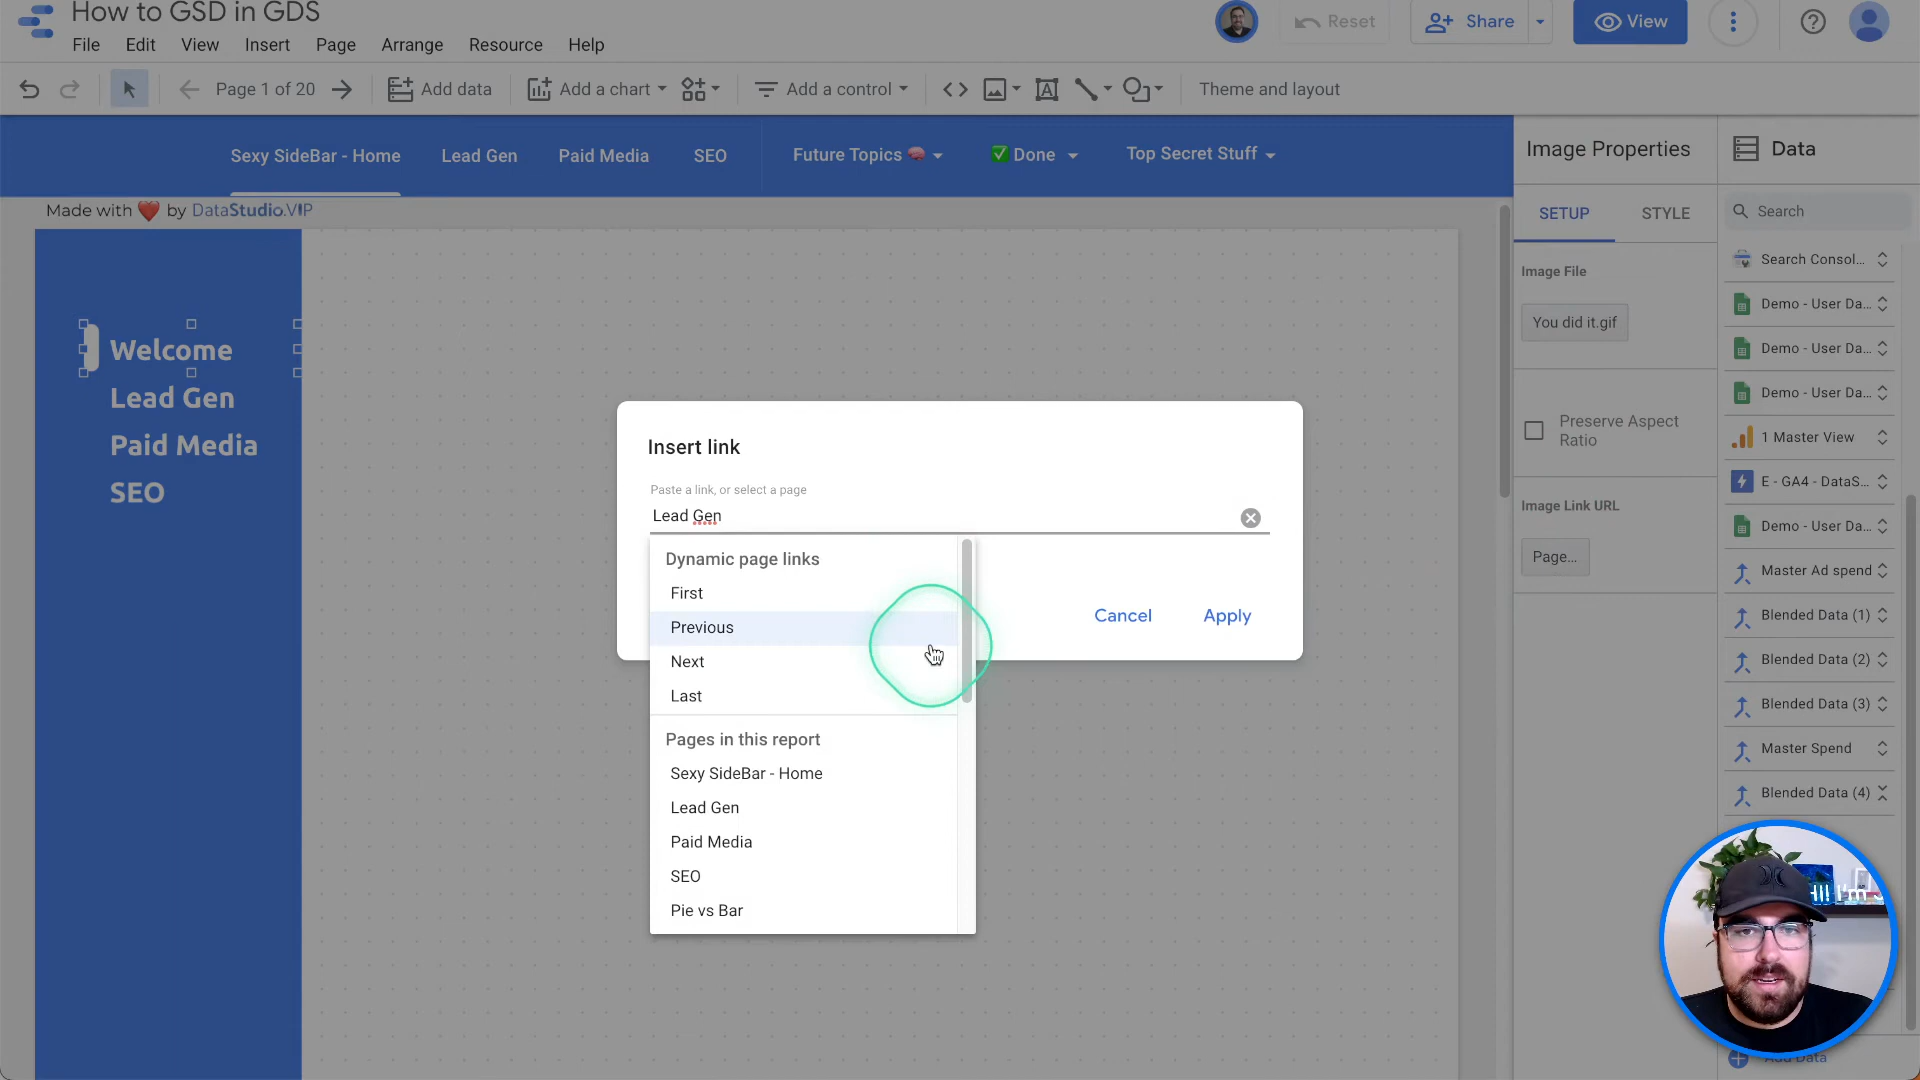 How to GSD in GDS
Reset
Share
View
File
Edit
View
Insert
Page
Arrange
Resource
Help
Page 1 of 20
Add data
Add a chart
Add a control
Theme and layout
Sexy SideBar - Home
Lead Gen
Paid Media
SEO
Future Topics
Done
Top Secret Stuff
Made with ❤️ by DataStudio.VIP
Welcome
Lead Gen
Paid Media
SEO
Insert link
Paste a link, or select a page
Lead Gen
Dynamic page links
First
Previous
Next
Last
Pages in this report
Sexy SideBar - Home
Lead Gen
Paid Media
SEO
Pie vs Bar
Cancel
Apply
Image Properties
SETUP
STYLE
Image File
You did it.gif
Preserve Aspect
Ratio
Image Link URL
Page...
Data
Search
Search Consol...
Demo - User Da...
Demo - User Da...
Demo - User Da...
1 Master View
E - GA4 - DataS...
Demo - User Da...
Master Ad spend
Blended Data (1)
Blended Data (2)
Blended Data (3)
Master Spend
Blended Data (4)
Add Data